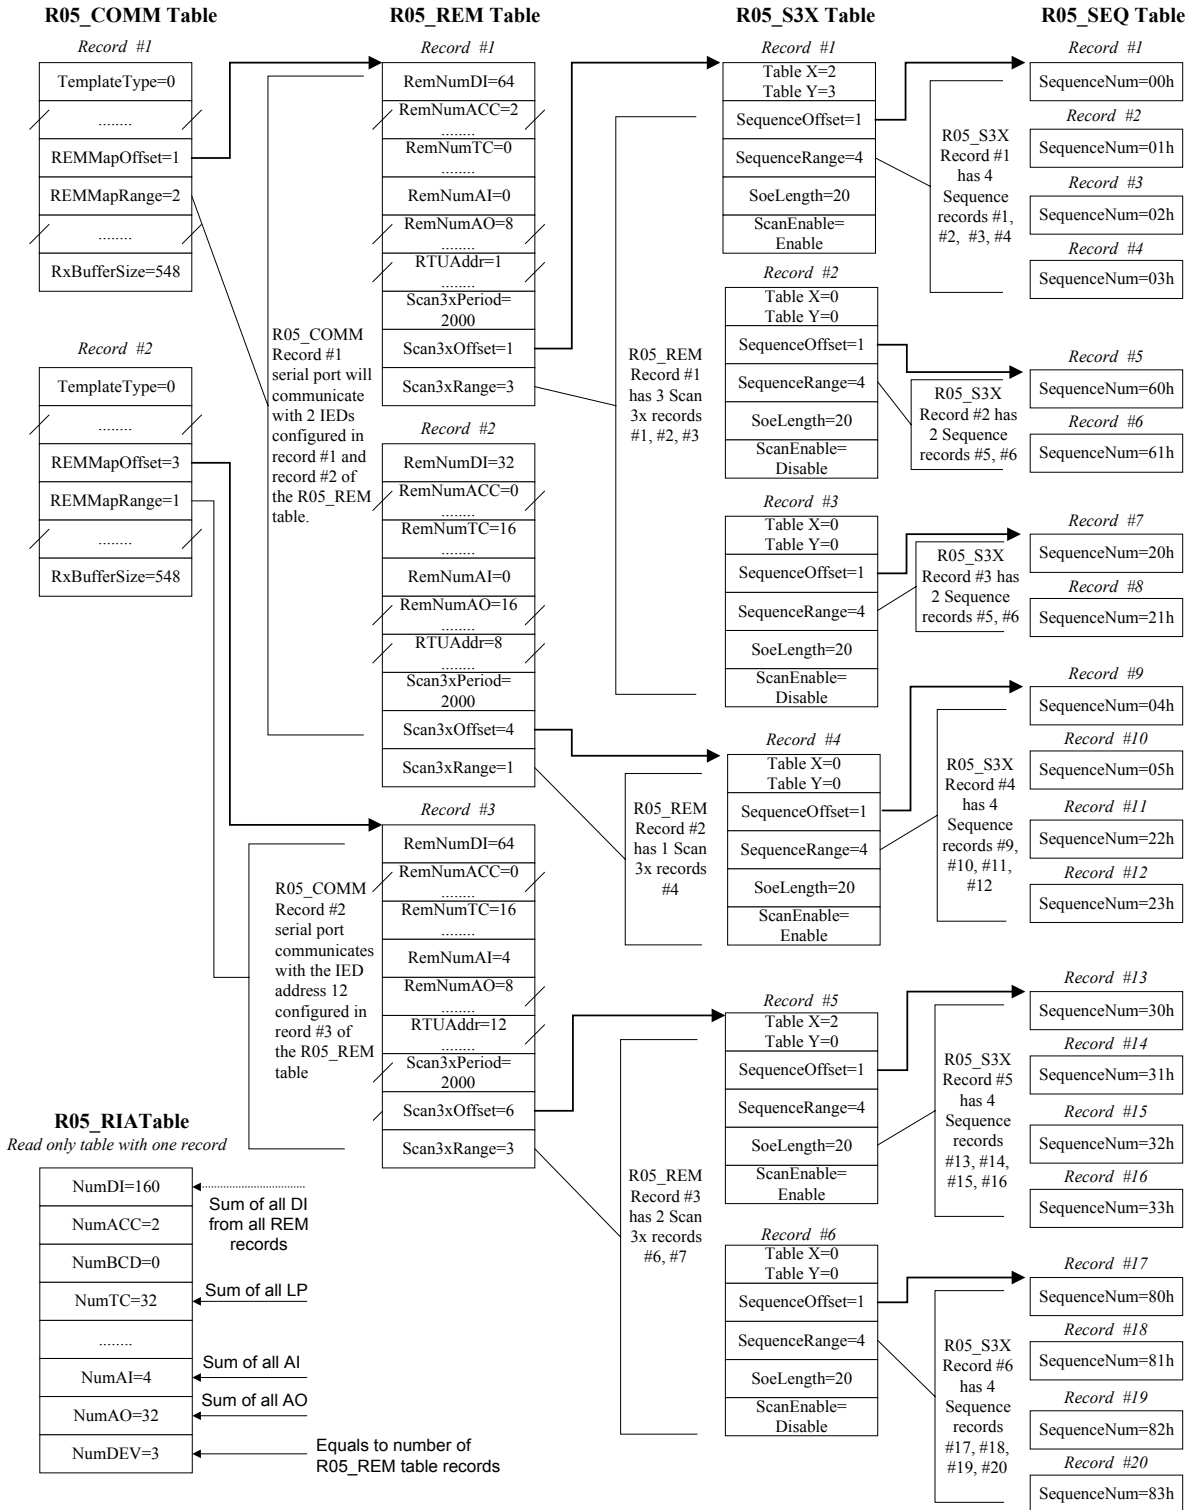 R05_COMM Table
Record #1
TemplateType=0
........
REMMapOffset=1
REMMapRange=2
........
RxBufferSize=548
Record #2
TemplateType=0
........
REMMapOffset=3
REMMapRange=1
........
RxBufferSize=548
R05_COMM
Record #1
serial port will
communicate
with 2 IEDs
configured in
record #1 and
record #2 of
the R05_REM
table.
R05_COMM
Record #2
serial port
communicates
with the IED
address 12
configured in
reord #3 of
the R05_REM
table
R05_RIATable
Read only table with one record
NumDI=160
NumACC=2
NumBCD=0
NumTC=32
........
NumAI=4
NumAO=32
NumDEV=3
Sum of all DI
from all REM
records
Sum of all LP
Sum of all AI
Sum of all AO
Equals to number of
R05_REM table records
R05_REM Table
Record #1
RemNumDI=64
RemNumACC=2
........
RemNumTC=0
........
RemNumAI=0
RemNumAO=8
........
RTUAddr=1
........
Scan3xPeriod=
2000
Scan3xOffset=1
Scan3xRange=3
Record #2
RemNumDI=32
RemNumACC=0
........
RemNumTC=16
........
RemNumAI=0
RemNumAO=16
........
RTUAddr=8
........
Scan3xPeriod=
2000
Scan3xOffset=4
Scan3xRange=1
Record #3
RemNumDI=64
RemNumACC=0
........
RemNumTC=16
........
RemNumAI=4
RemNumAO=8
........
RTUAddr=12
........
Scan3xPeriod=
2000
Scan3xOffset=6
Scan3xRange=3
R05_REM
Record #1
has 3 Scan
3x records
#1, #2, #3
R05_REM
Record #2
has 1 Scan
3x records
#4
R05_REM
Record #3
has 2 Scan
3x records
#6, #7
R05_S3X Table
Record #1
Table X=2
Table Y=3
SequenceOffset=1
SequenceRange=4
SoeLength=20
ScanEnable=
Enable
Record #2
Table X=0
Table Y=0
SequenceOffset=1
SequenceRange=4
SoeLength=20
ScanEnable=
Disable
Record #3
Table X=0
Table Y=0
SequenceOffset=1
SequenceRange=4
SoeLength=20
ScanEnable=
Disable
Record #4
Table X=0
Table Y=0
SequenceOffset=1
SequenceRange=4
SoeLength=20
ScanEnable=
Enable
Record #5
Table X=2
Table Y=0
SequenceOffset=1
SequenceRange=4
SoeLength=20
ScanEnable=
Enable
Record #6
Table X=0
Table Y=0
SequenceOffset=1
SequenceRange=4
SoeLength=20
ScanEnable=
Disable
R05_S3X
Record #1
has 4
Sequence
records #1,
#2, #3, #4
R05_S3X
Record #2 has
2 Sequence
records #5, #6
R05_S3X
Record #3 has
2 Sequence
records #5, #6
R05_S3X
Record #4
has 4
Sequence
records #9,
#10, #11,
#12
R05_S3X
Record #5
has 4
Sequence
records
#13, #14,
#15, #16
R05_S3X
Record #6
has 4
Sequence
records
#17, #18,
#19, #20
R05_SEQ Table
Record #1
SequenceNum=00h
Record #2
SequenceNum=01h
Record #3
SequenceNum=02h
Record #4
SequenceNum=03h
Record #5
SequenceNum=60h
Record #6
SequenceNum=61h
Record #7
SequenceNum=20h
Record #8
SequenceNum=21h
Record #9
SequenceNum=04h
Record #10
SequenceNum=05h
Record #11
SequenceNum=22h
Record #12
SequenceNum=23h
Record #13
SequenceNum=30h
Record #14
SequenceNum=31h
Record #15
SequenceNum=32h
Record #16
SequenceNum=33h
Record #17
SequenceNum=80h
Record #18
SequenceNum=81h
Record #19
SequenceNum=82h
Record #20
SequenceNum=83h